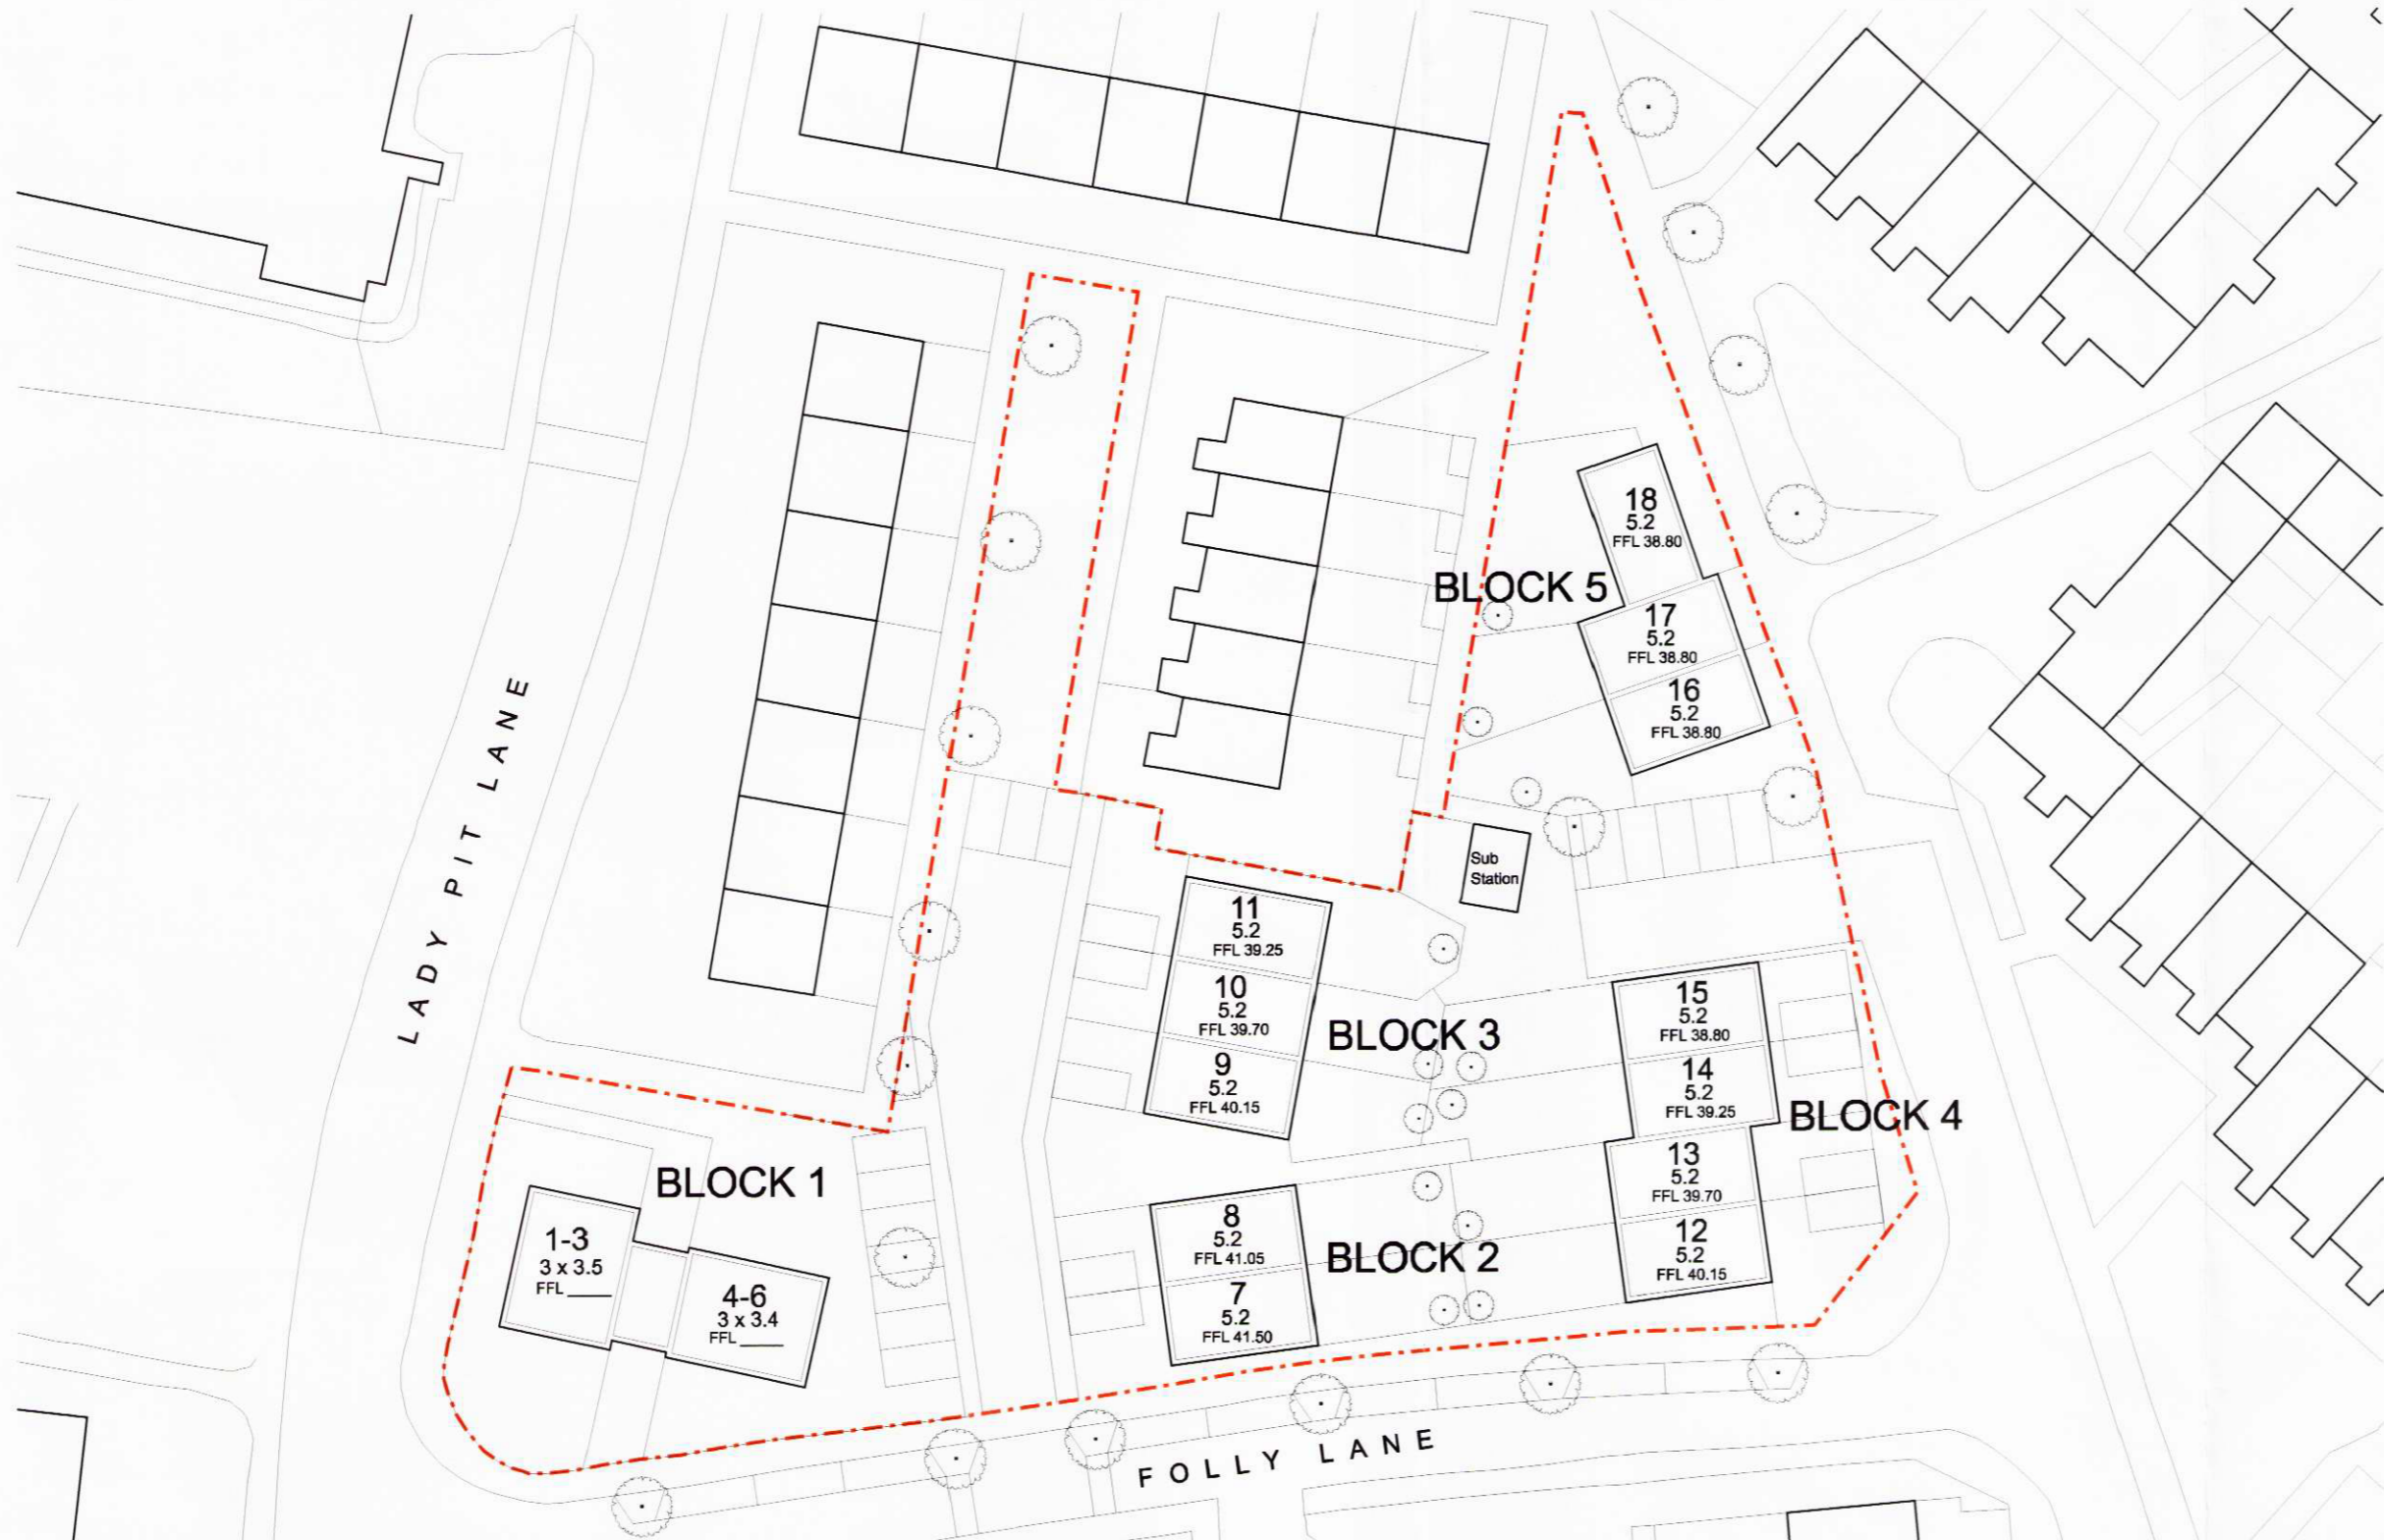 18
5.2
FFL 38.80
BLOCK 5
17
5.2
FFL 38.80
16
5.2
FFL 38.80
LADY PIT LANE
Sub
Station
11
5.2
FFL 39.25
10
5.2
FFL 39.70
9
5.2
FFL 40.15
BLOCK 3
15
5.2
FFL 38.80
14
5.2
FFL 39.25
BLOCK 4
13
5.2
FFL 39.70
12
5.2
FFL 40.15
BLOCK 1
1-3
3 x 3.5
FFL ____
4-6
3 x 3.4
FFL ____
8
5.2
FFL 41.05
BLOCK 2
7
5.2
FFL 41.50
FOLLY LANE